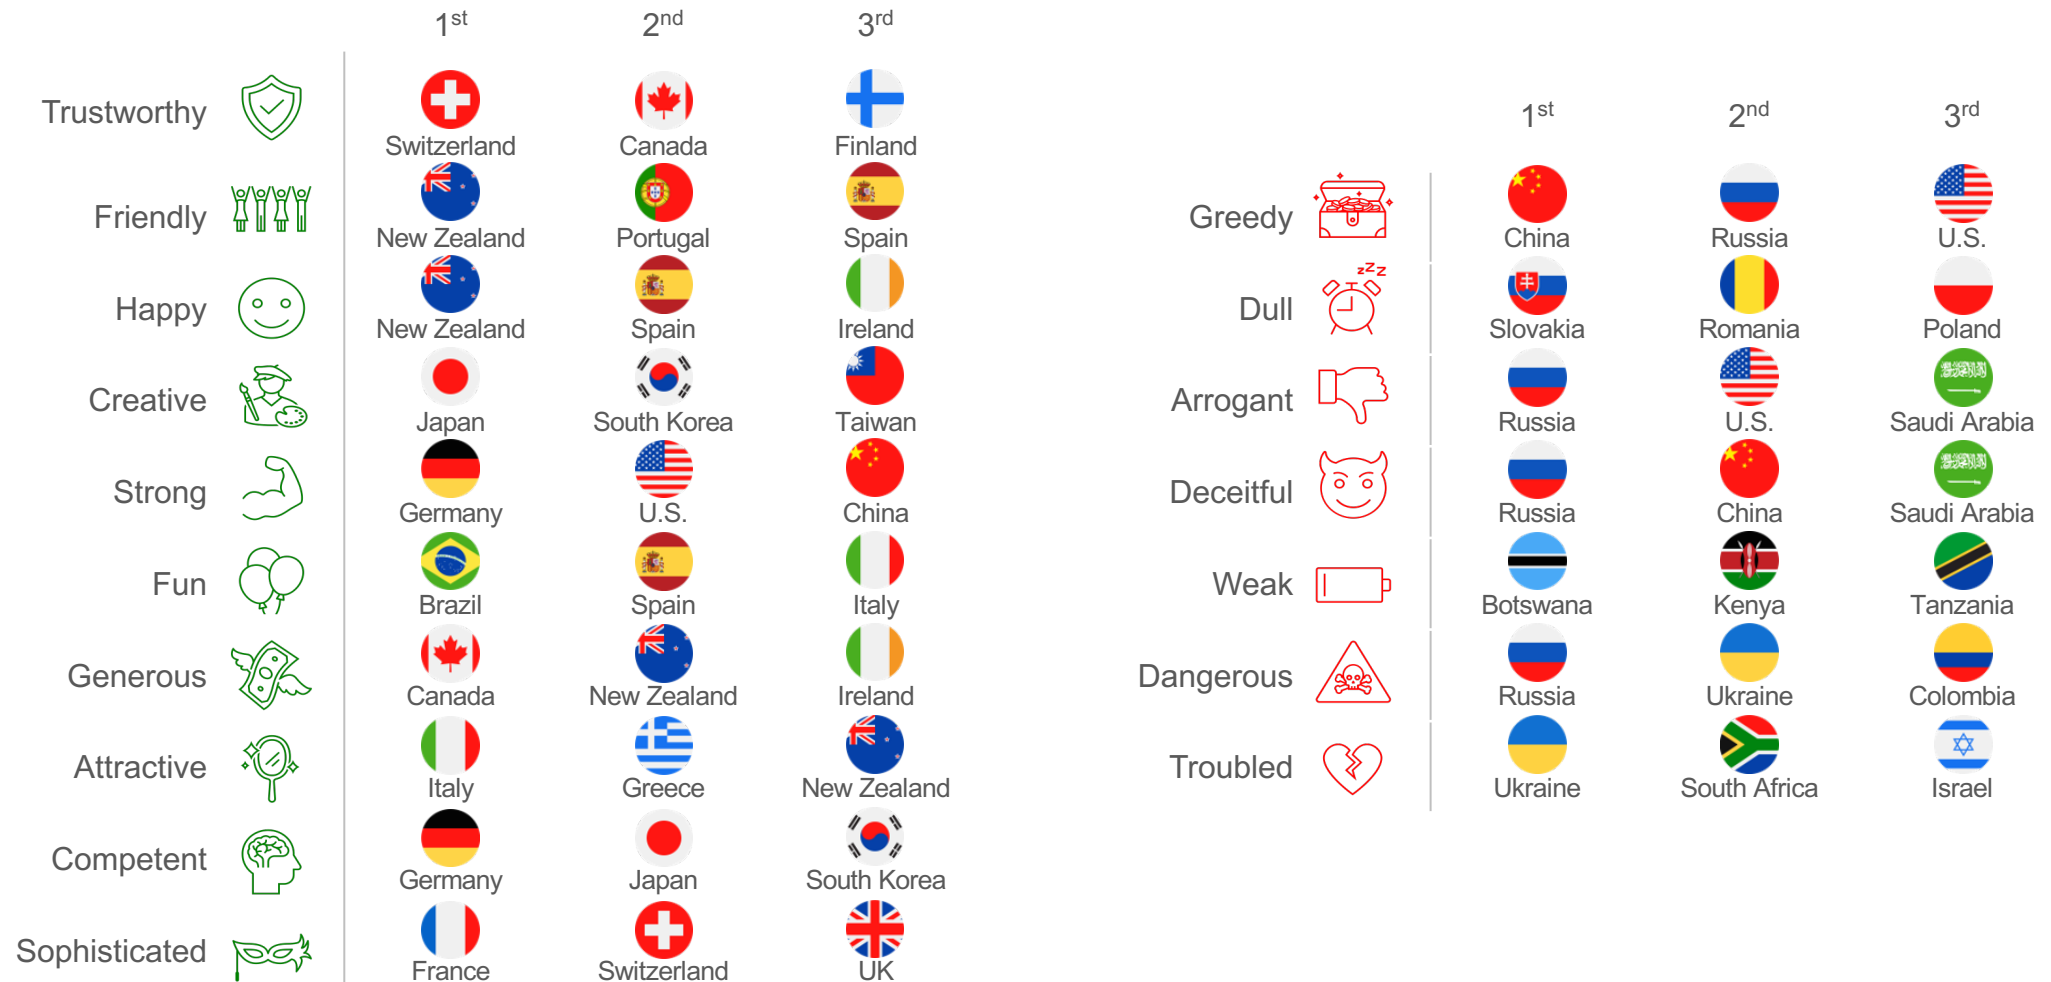 1st 2nd 3rd
Trustworthy
Switzerland Canada Finland
Friendly
New Zealand Portugal Spain
Happy
New Zealand Spain Ireland
Creative
Japan South Korea Taiwan
Strong
Germany U.S. China
Fun
Brazil Spain Italy
Generous
Canada New Zealand Ireland
Attractive
Italy Greece New Zealand
Competent
Germany Japan South Korea
Sophisticated
France Switzerland UK
1st 2nd 3rd
Greedy
China Russia U.S.
zzz
Dull
Slovakia Romania Poland
Arrogant
Russia U.S. Saudi Arabia
Deceitful
Russia China Saudi Arabia
Weak
Botswana Kenya Tanzania
Dangerous
Russia Ukraine Colombia
Troubled
Ukraine South Africa Israel